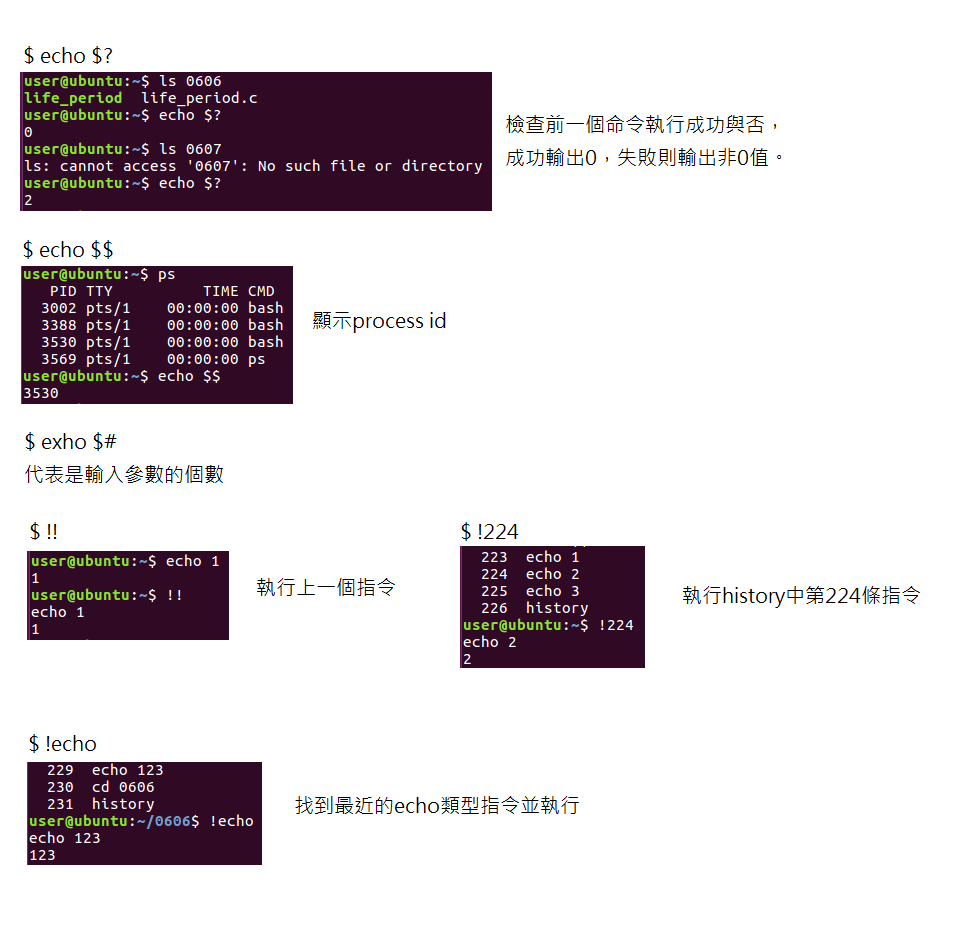 $ echo $?
user@ubuntu:~$ ls 0606
life_period  life_period.c
user@ubuntu:~$ echo $?
0
user@ubuntu:~$ ls 0607
ls: cannot access '0607': No such file or directory
user@ubuntu:~$ echo $?
2
檢查前一個命令執行成功與否，
成功輸出0，失敗則輸出非0值。
$ echo $$
user@ubuntu:~$ ps
   PID TTY          TIME CMD
  3002 pts/1    00:00:00 bash
  3388 pts/1    00:00:00 bash
  3530 pts/1    00:00:00 bash
  3569 pts/1    00:00:00 ps
user@ubuntu:~$ echo $$
3530
顯示process id
$ exho $#
代表是輸入參數的個數
$ !!
user@ubuntu:~$ echo 1
1
user@ubuntu:~$ !!
echo 1
1
執行上一個指令
$ !224
  223  echo 1
  224  echo 2
  225  echo 3
  226  history
user@ubuntu:~$ !224
echo 2
2
執行history中第224條指令
$ !echo
  229  echo 123
  230  cd 0606
  231  history
user@ubuntu:~/0606$ !echo
echo 123
123
找到最近的echo類型指令並執行